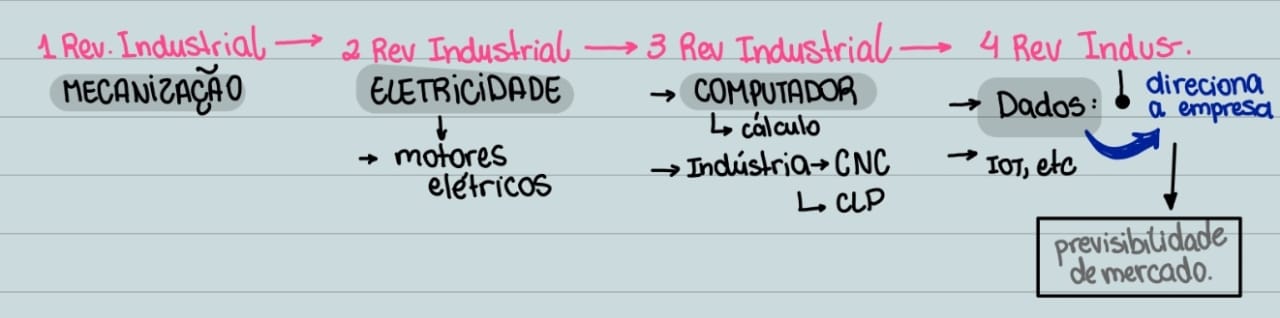 1 Rev. Industrial → 2 Rev Industrial → 3 Rev Industrial → 4 Rev Indus.
MECANIZAÇÃO
ELETRICIDADE
→ motores
elétricos
→ COMPUTADOR
↳ cálculo
→ Indústria → CNC
↳ CLP
→ Dados: !
direciona
a empresa
→ IOT, etc
previsibilidade
de mercado.